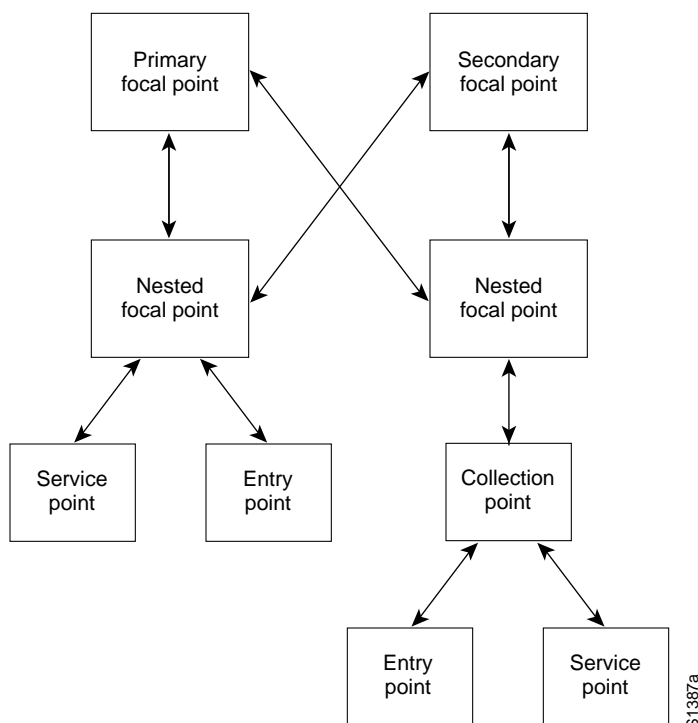 Primary
focal point
Secondary
focal point
Nested
focal point
Nested
focal point
Service
point
Entry
point
Collection
point
Entry
point
Service
point
S1387a